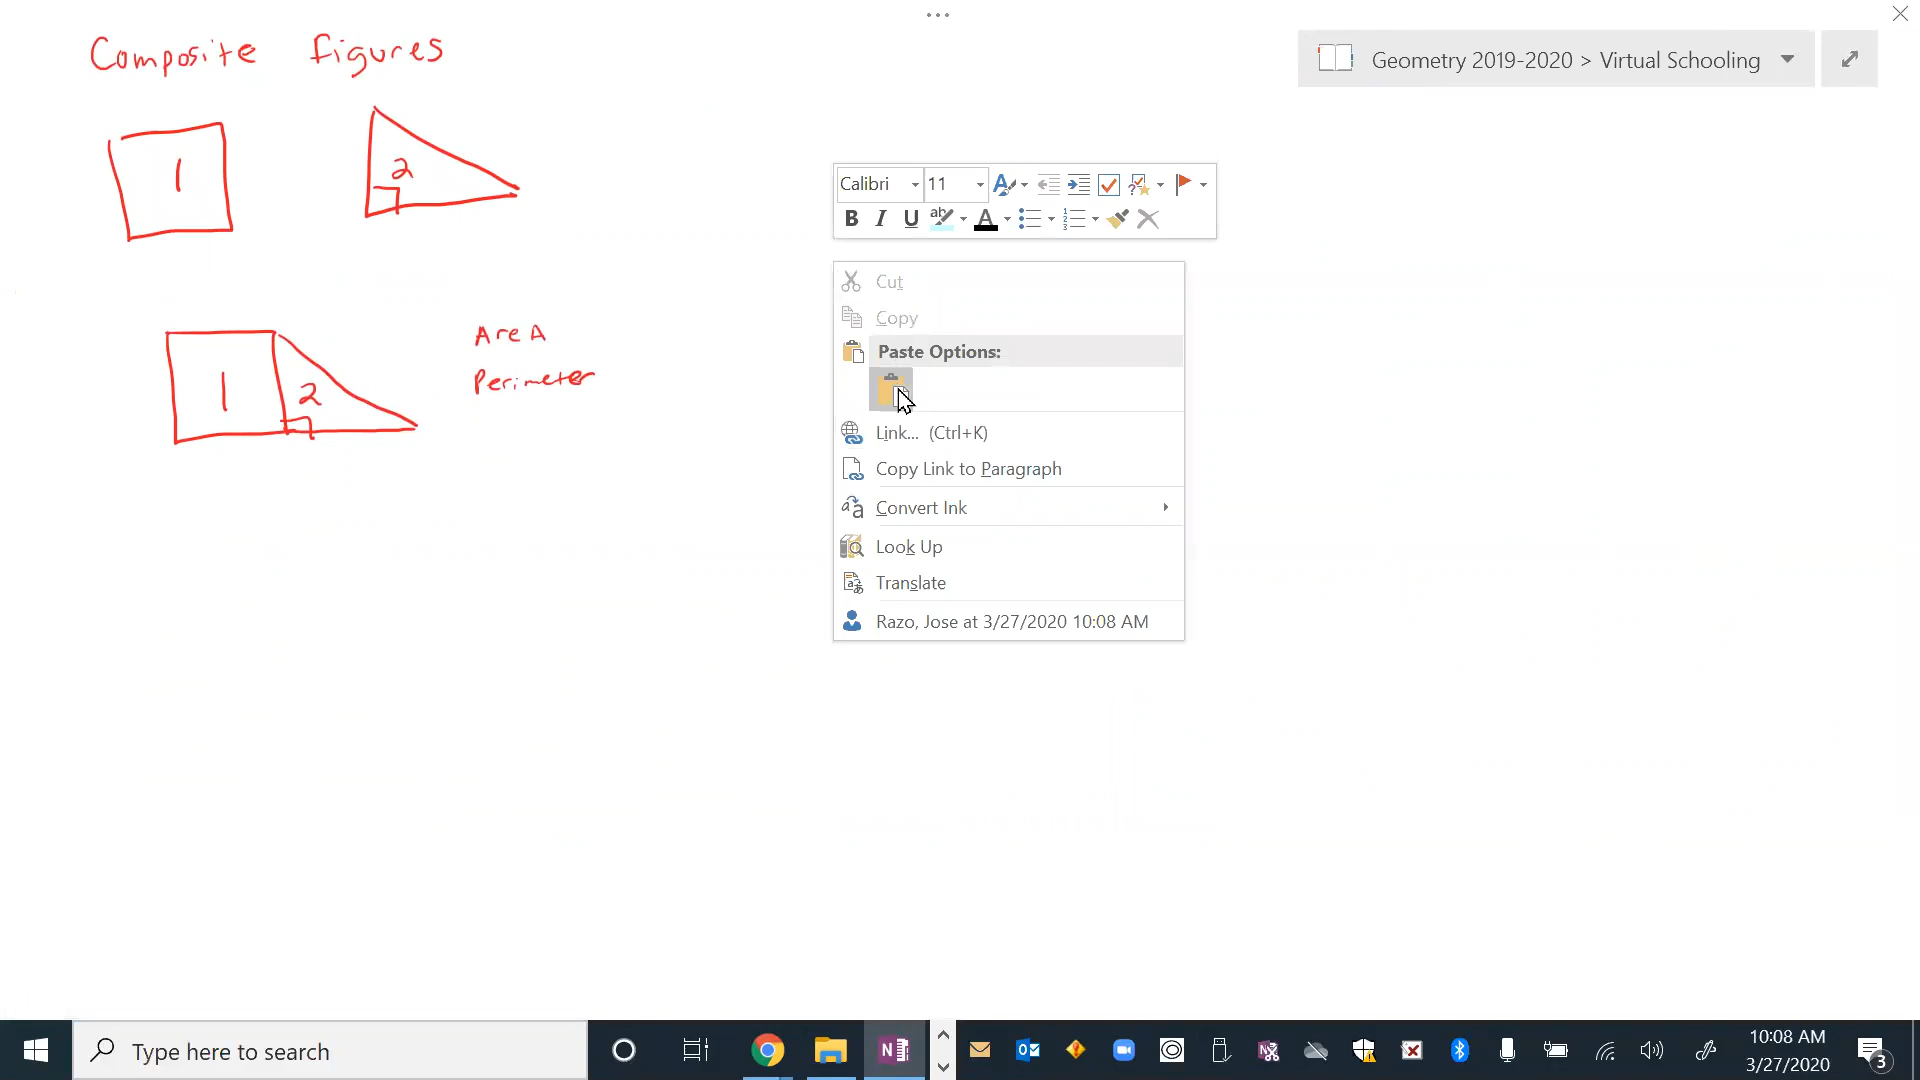 Composite figures
Geometry 2019-2020 > Virtual Schooling
1
2
Calibri
11
B I U ab A
Cut
Copy
Paste Options:
Link... (Ctrl+K)
Copy Link to Paragraph
Convert Ink
Look Up
Translate
Razo, Jose at 3/27/2020 10:08 AM
1
2
AreA
Perimeter
Type here to search
10:08 AM
3/27/2020
3